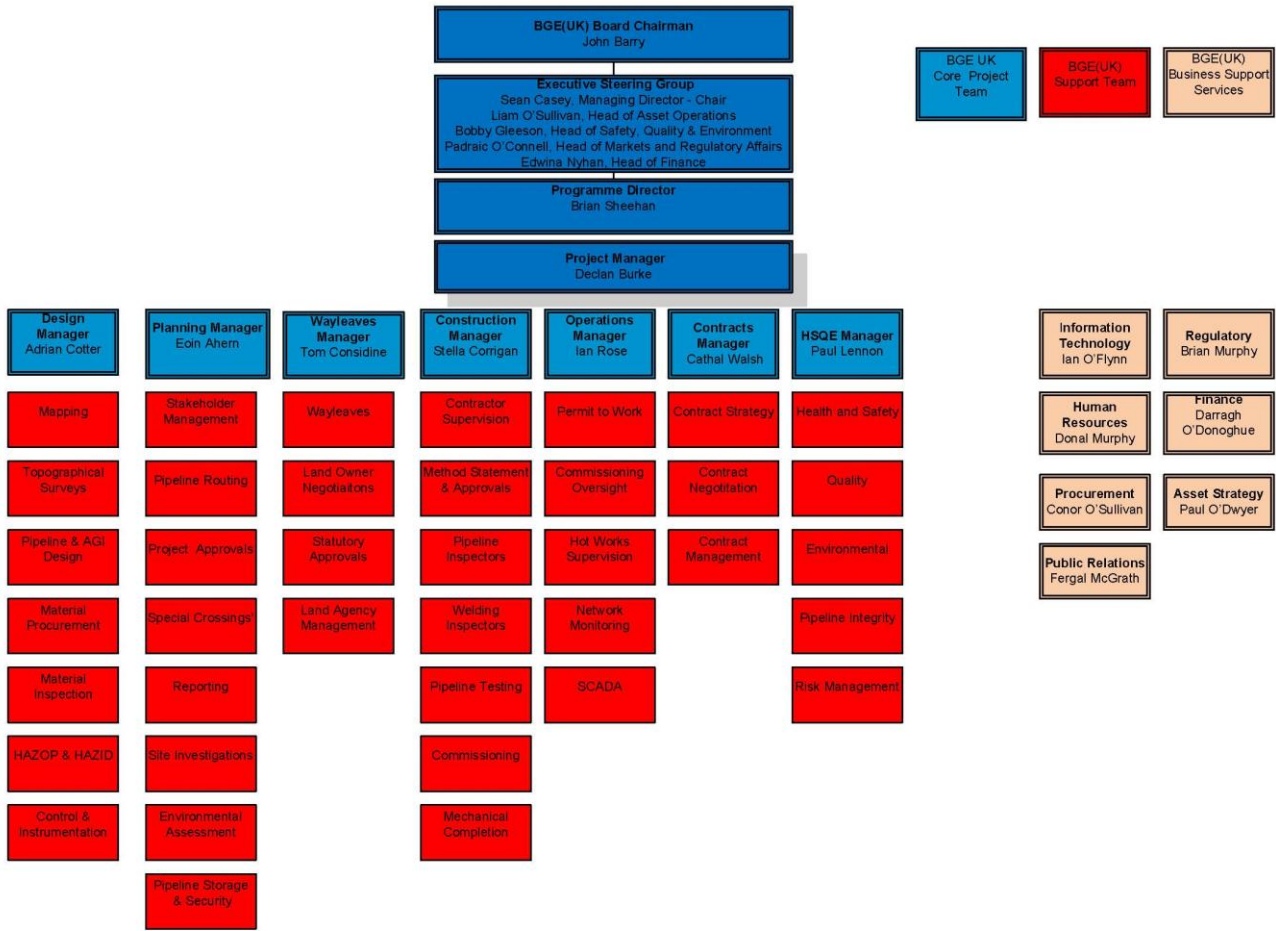 BGE(UK) Board Chairman
John Barry
Executive Steering Group
Sean Casey, Managing Director - Chair
Liam O'Sullivan, Head of Asset Operations
Bobby Gleeson, Head of Safety, Quality & Environment
Padraic O'Connell, Head of Markets and Regulatory Affairs
Edwina Nyhan, Head of Finance
Programme Director
Brian Sheehan
Project Manager
Declan Burke
BGE UK
Core Project
Team
BGE(UK)
Support Team
BGE(UK)
Business Support
Services
Design
Manager
Adrian Cotter
Mapping
Topographical
Surveys
Pipeline & AGI
Design
Material
Procurement
Material
Inspection
HAZOP & HAZID
Control &
Instrumentation
Planning Manager
Eoin Ahern
Stakeholder
Management
Pipeline Routing
Project Approvals
Special Crossings'
Reporting
Site Investigations
Environmental
Assessment
Pipeline Storage
& Security
Wayleaves
Manager
Tom Considine
Wayleaves
Land Owner
Negotiaitons
Statutory
Approvals
Land Agency
Management
Construction
Manager
Stella Corrigan
Contractor
Supervision
Method Statement
& Approvals
Pipeline
Inspectors
Welding
Inspectors
Pipeline Testing
Commissioning
Mechanical
Completion
Operations
Manager
Ian Rose
Permit to Work
Commissioning
Oversight
Hot Works
Supervision
Network
Monitoring
SCADA
Contracts
Manager
Cathal Walsh
Contract Strategy
Contract
Negotitation
Contract
Management
HSQE Manager
Paul Lennon
Health and Safety
Quality
Environmental
Pipeline Integrity
Risk Management
Information
Technology
Ian O'Flynn
Regulatory
Brian Murphy
Human
Resources
Donal Murphy
Finance
Darragh
O'Donoghue
Procurement
Conor O'Sullivan
Asset Strategy
Paul O'Dwyer
Public Relations
Fergal McGrath